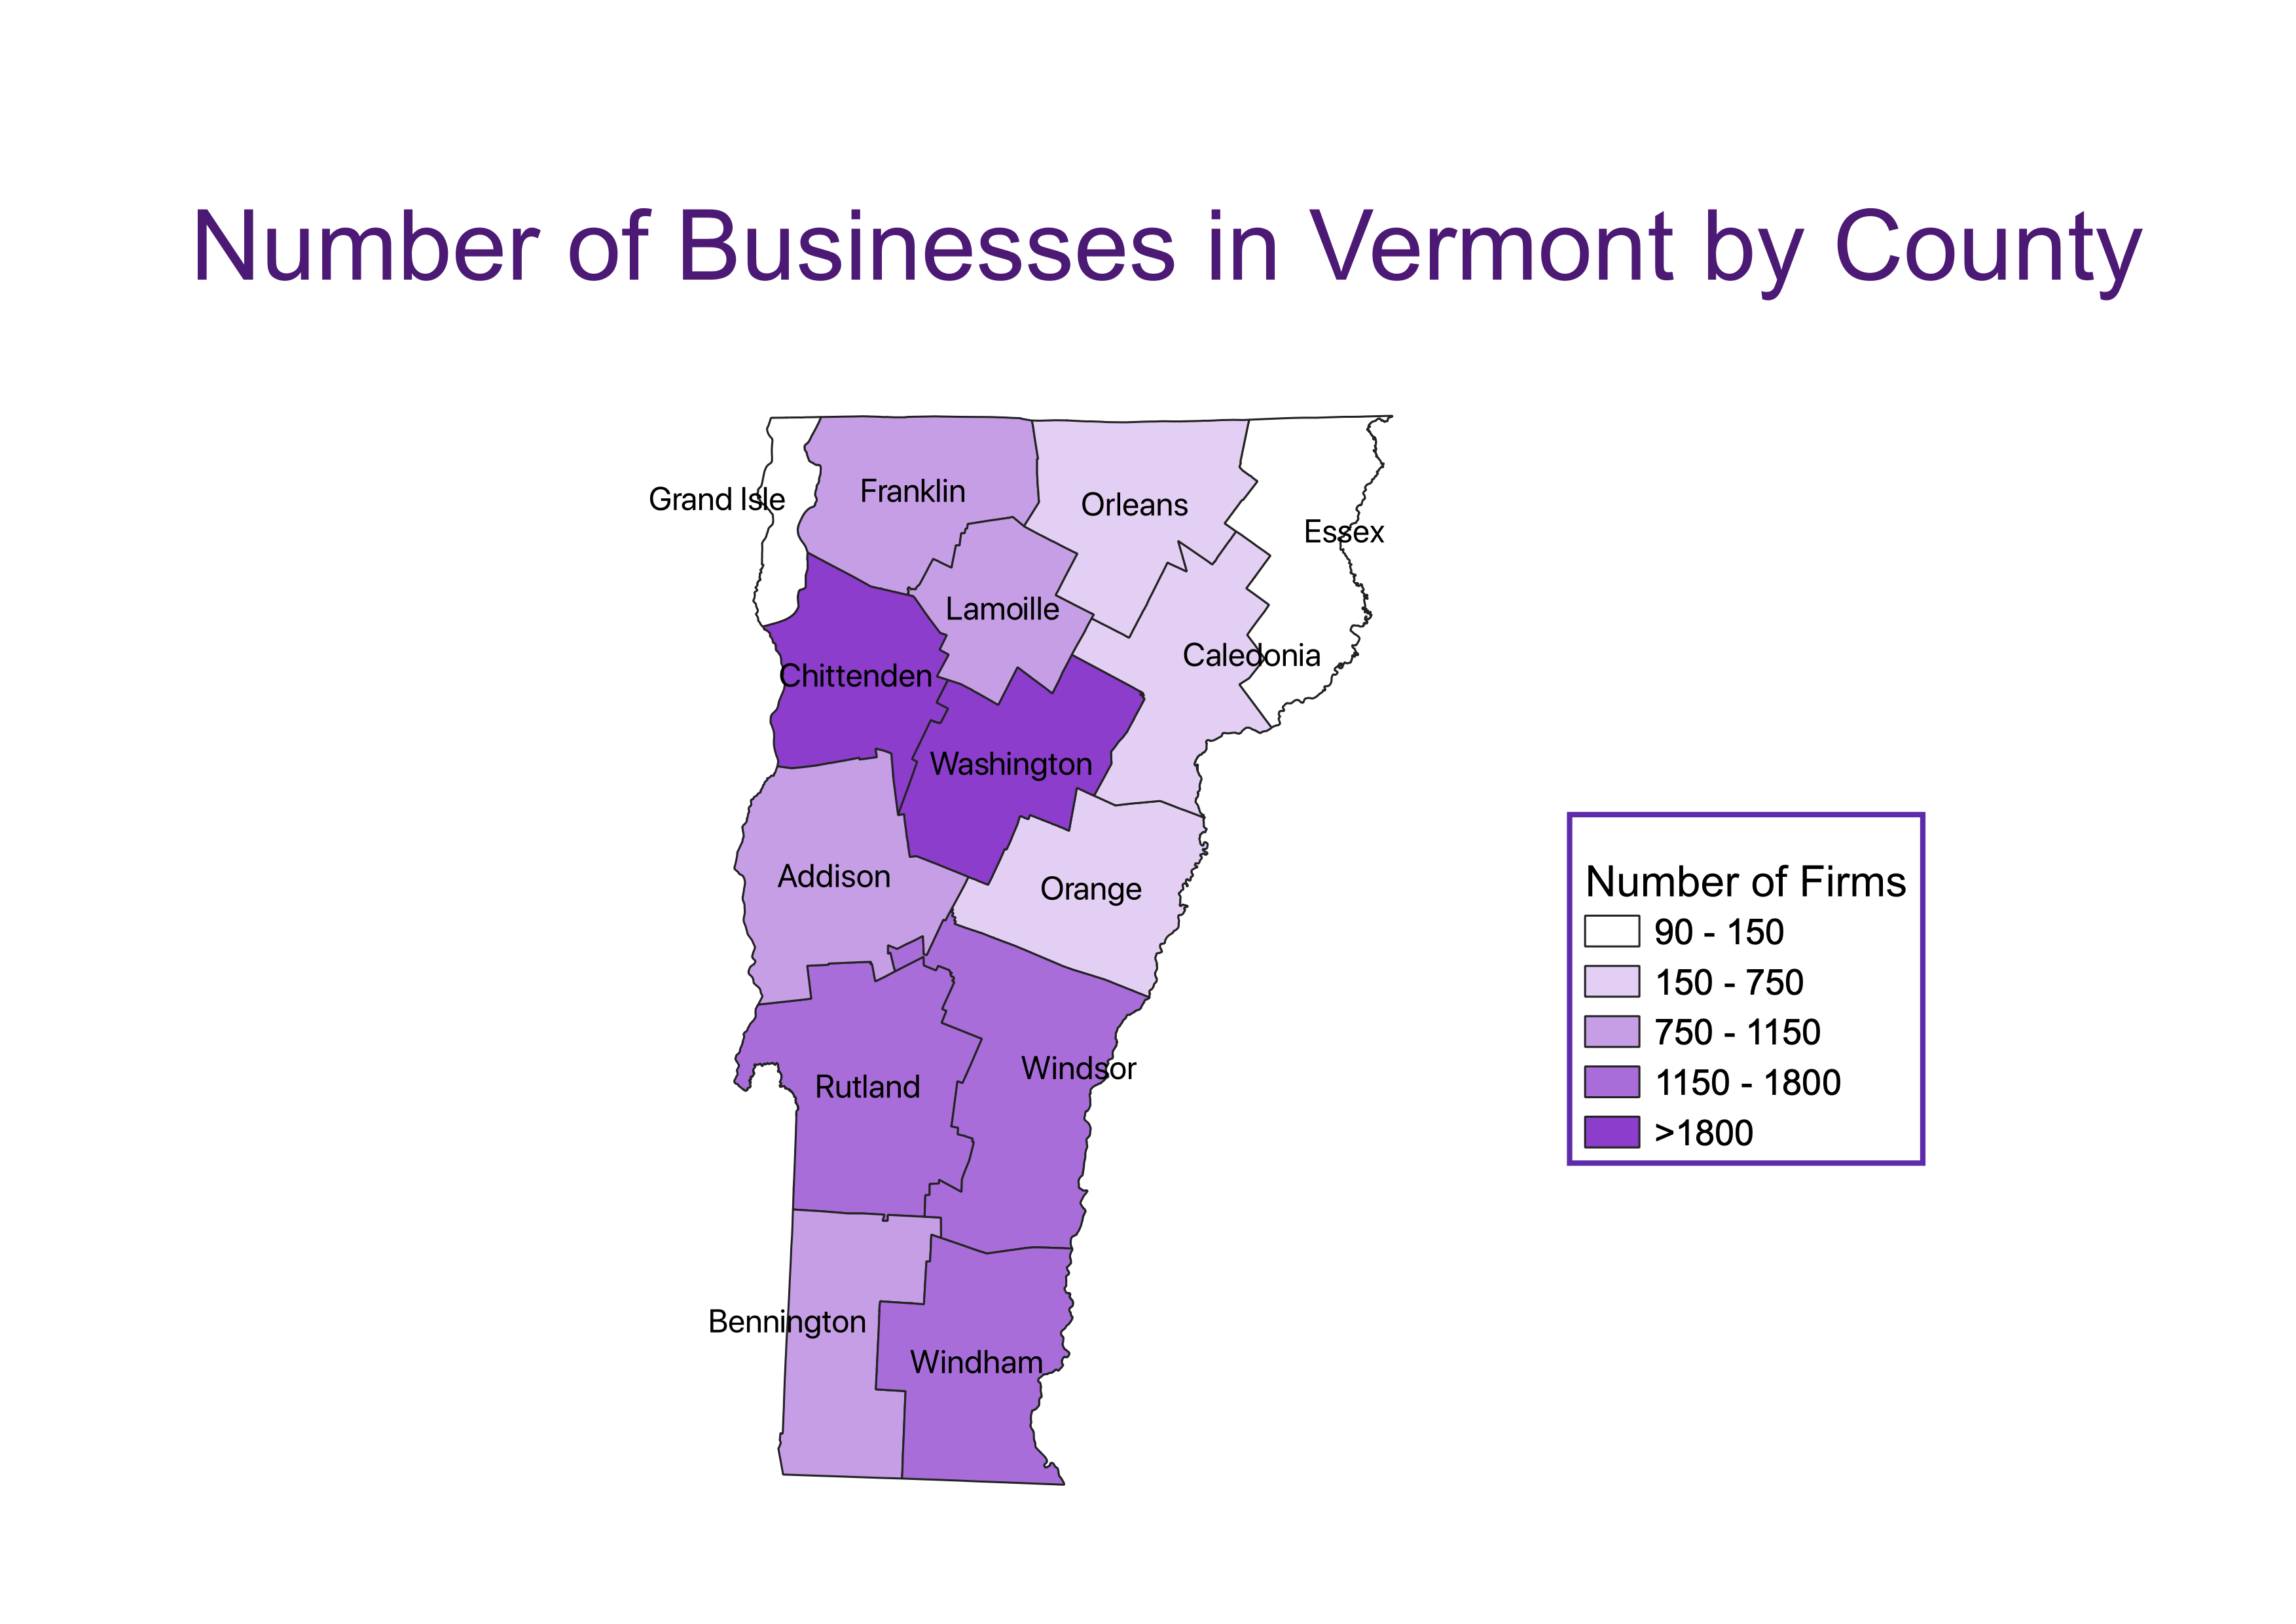 Number of Businesses in Vermont by County
Grand Isle
Franklin
Orleans
Essex
Lamoille
Caledonia
Chittenden
Washington
Addison
Orange
Windsor
Rutland
Bennington
Windham
Number of Firms
90 - 150
150 - 750
750 - 1150
1150 - 1800
>1800